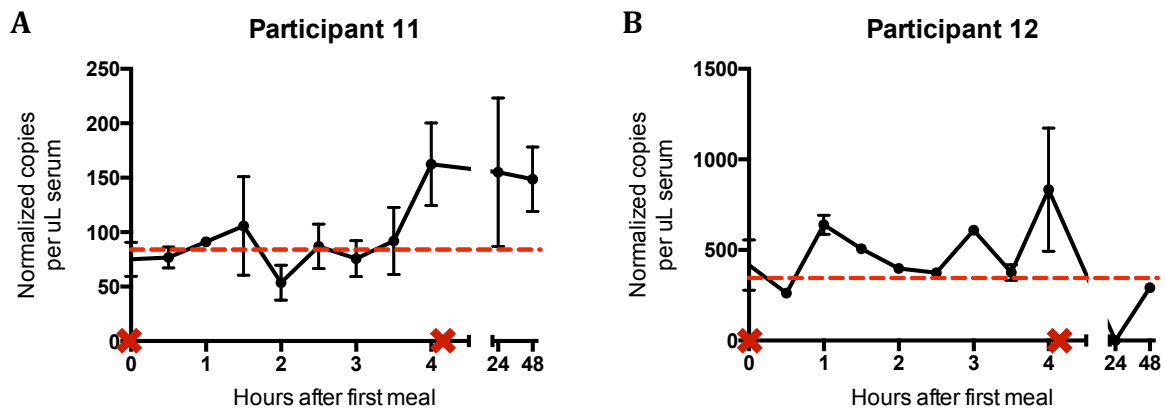 A
Participant 11
250
200
150
100
50
0
Normalized copies
per uL serum
0 1 2 3 4 24 48
Hours after first meal
B
Participant 12
1500
1000
500
0
Normalized copies
per uL serum
0 1 2 3 4 24 48
Hours after first meal